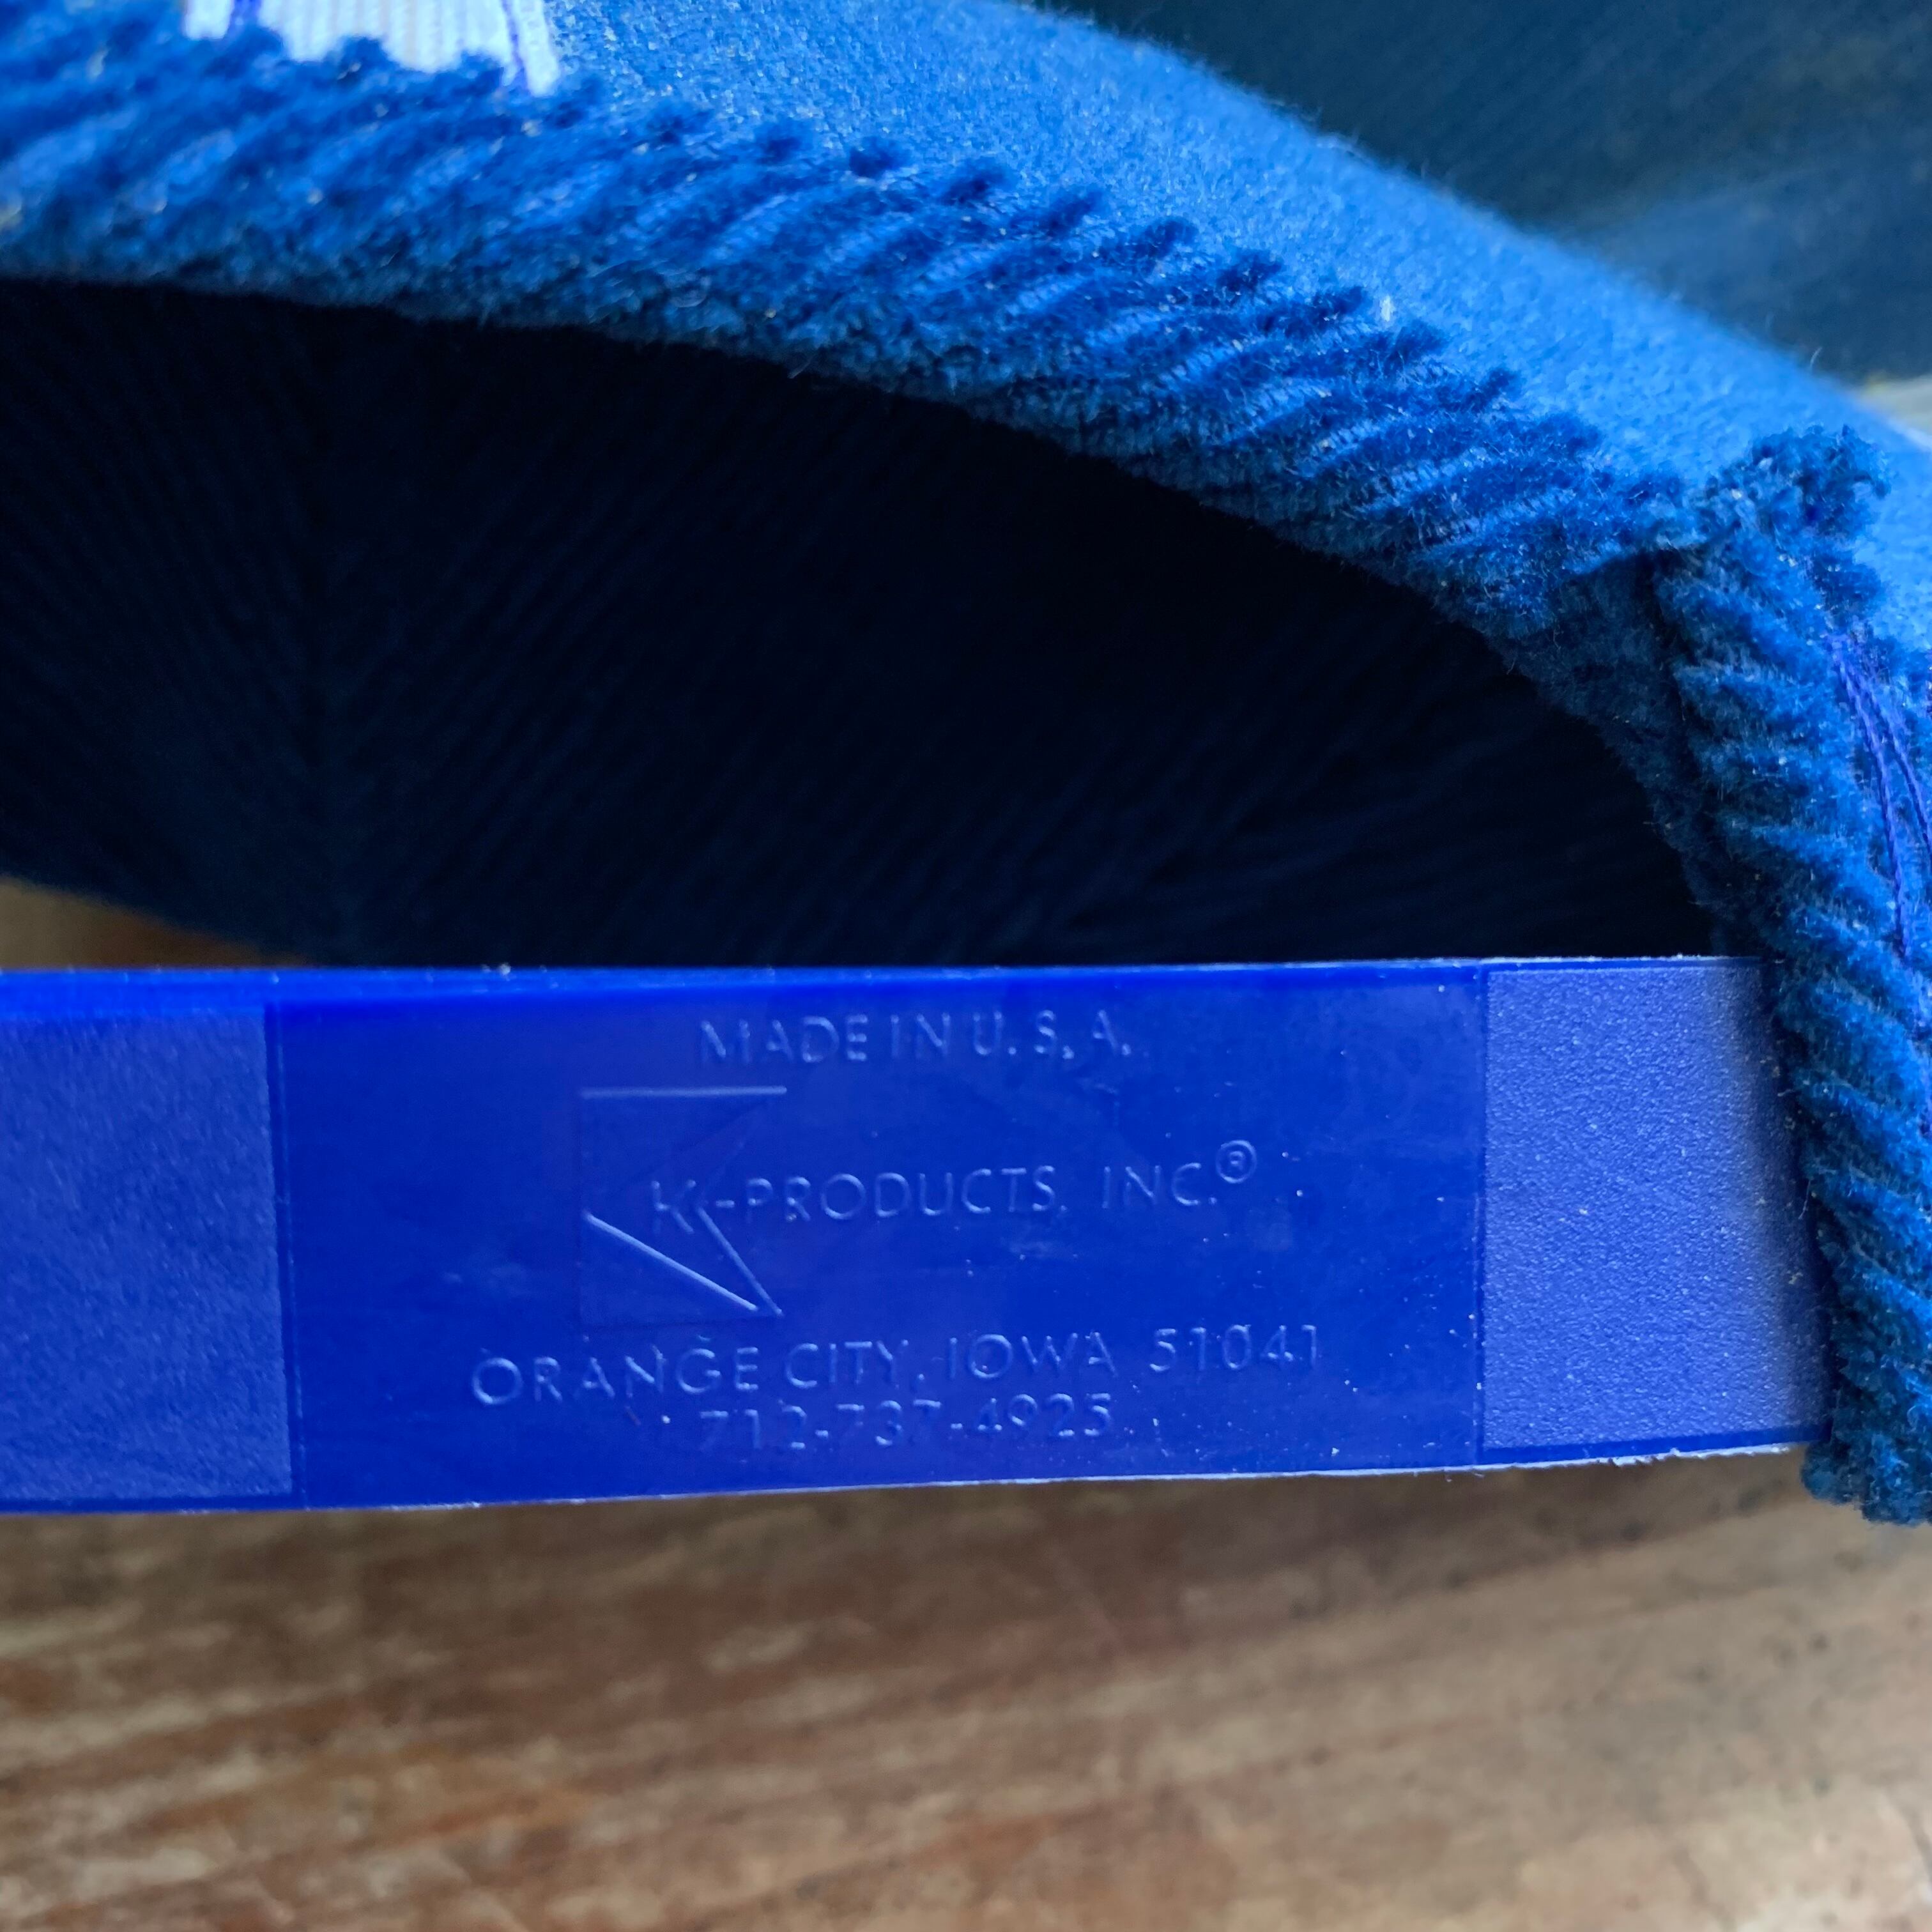 MADE IN U.S.A.
K-PRODUCTS, INC.®
ORANGE CITY, IOWA 51041
712-737-4925